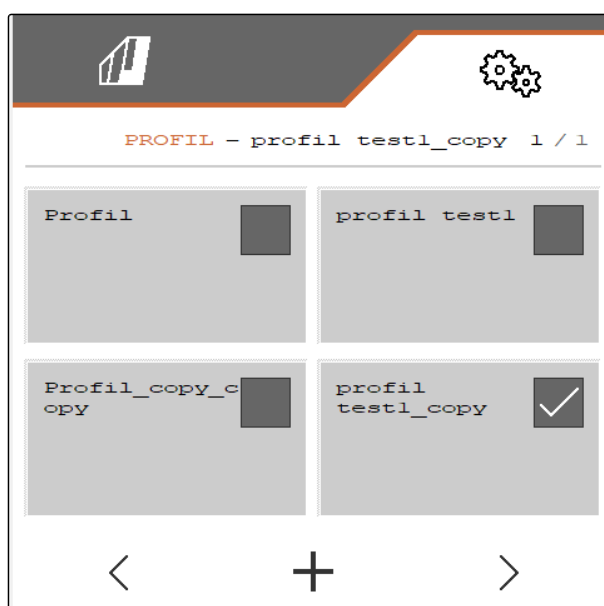 PROFIL - profil test1_copy 1 / 1
Profil
profil test1
Profil_copy_c
opy
profil
test1_copy